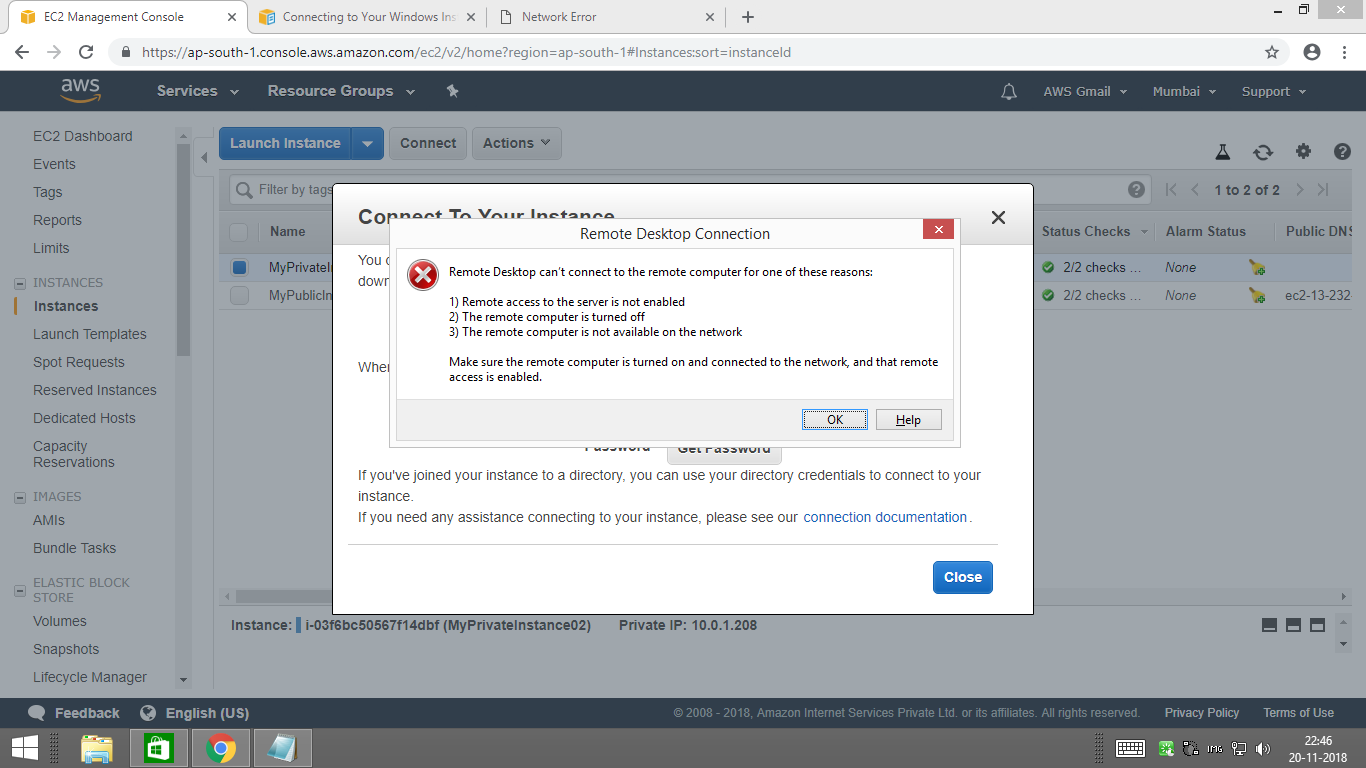 EC2 Management Console
Connecting to Your Windows Ins
Network Error
https://ap-south-1.console.aws.amazon.com/ec2/v2/home?region=ap-south-1#Instances:sort=instanceId
aws
Services
Resource Groups
AWS Gmail
Mumbai
Support
EC2 Dashboard
Events
Tags
Reports
Limits
INSTANCES
Instances
Launch Templates
Spot Requests
Reserved Instances
Dedicated Hosts
Capacity
Reservations
IMAGES
AMIs
Bundle Tasks
ELASTIC BLOCK
STORE
Volumes
Snapshots
Lifecycle Manager
Launch Instance
Connect
Actions
Filter by tags
1 to 2 of 2
Name
Status Checks
Alarm Status
Public DNS
MyPrivateIn
2/2 checks ...
None
MyPublicIn
2/2 checks ...
None
ec2-13-232-
Connect To Your Instance
You c
down
When
Remote Desktop Connection
Remote Desktop can't connect to the remote computer for one of these reasons:
1) Remote access to the server is not enabled
2) The remote computer is turned off
3) The remote computer is not available on the network
Make sure the remote computer is turned on and connected to the network, and that remote
access is enabled.
OK
Help
Password
Get Password
If you've joined your instance to a directory, you can use your directory credentials to connect to your
instance.
If you need any assistance connecting to your instance, please see our connection documentation.
Close
Instance: i-03f6bc50567f14dbf (MyPrivateInstance02) Private IP: 10.0.1.208
Feedback
English (US)
© 2008 - 2018, Amazon Internet Services Private Ltd. or its affiliates. All rights reserved.
Privacy Policy
Terms of Use
IMG
22:46
20-11-2018